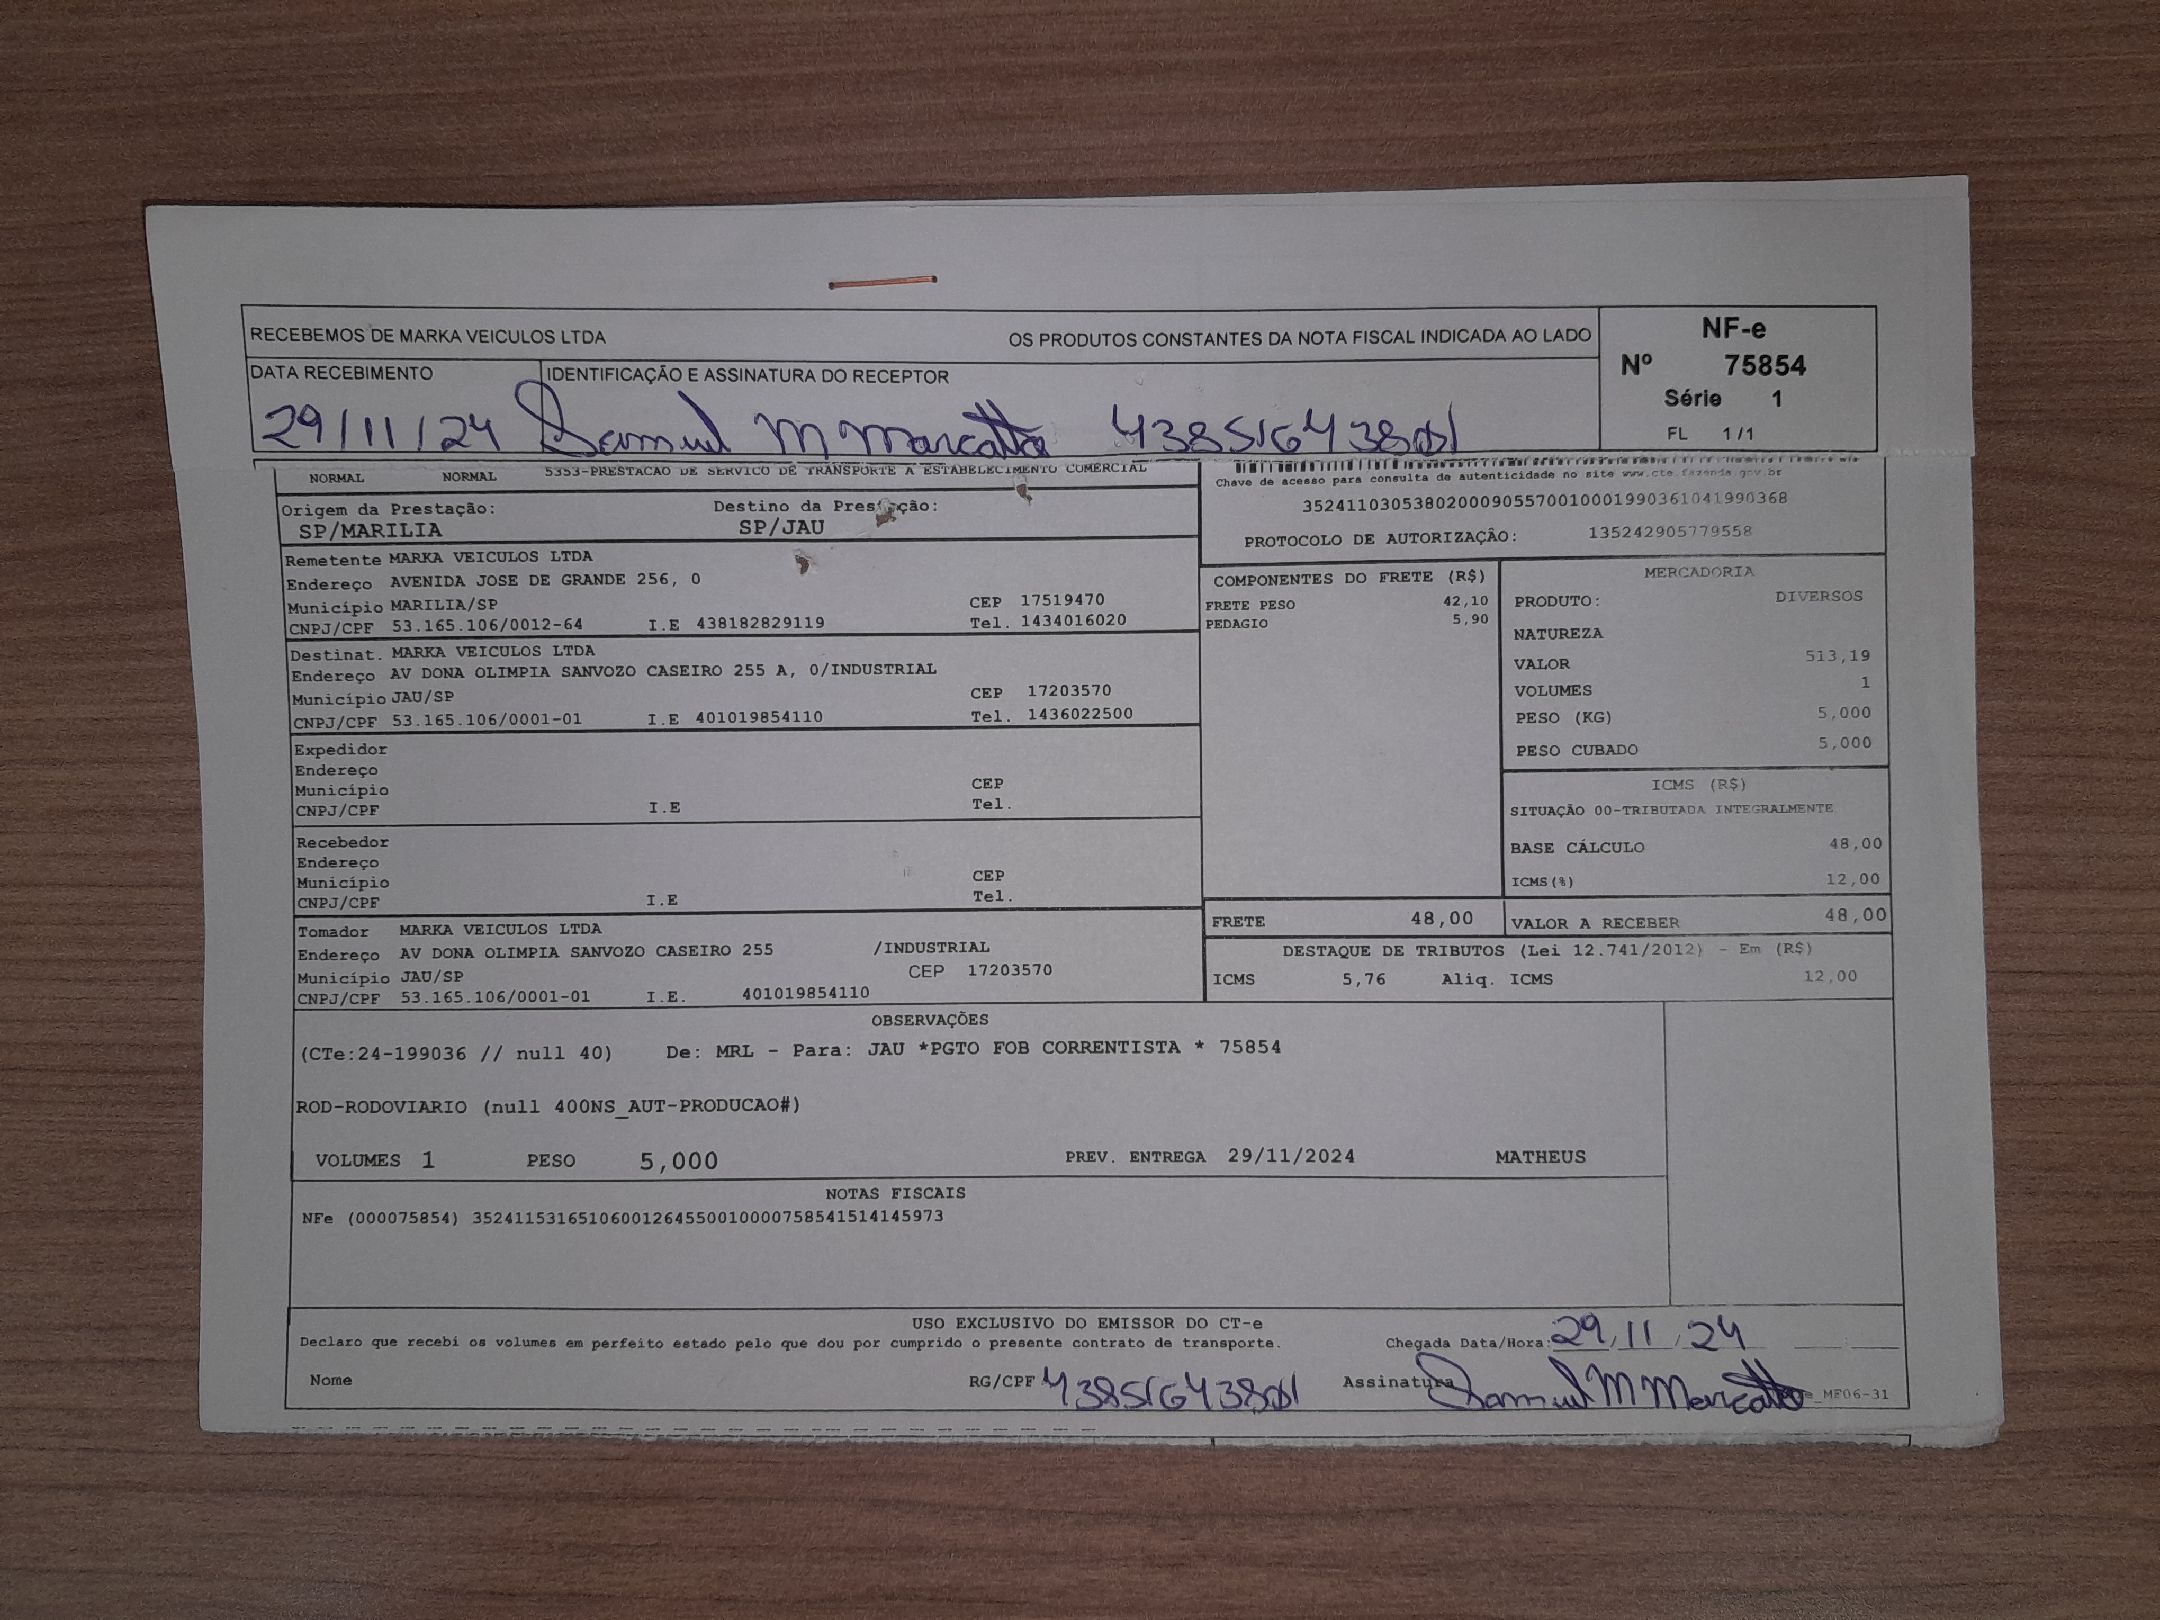 RECEBEMOS DE MARKA VEICULOS LTDA OS PRODUTOS CONSTANTES DA NOTA FISCAL INDICADA AO LADO
NF-e
Nº 75854
Série 1
FL 1/1
DATA RECEBIMENTO IDENTIFICAÇÃO E ASSINATURA DO RECEPTOR
29/11/24 Samuel M Marcatto
NORMAL NORMAL 5353-PRESTACAO DE SERVICO DE TRANSPORTE A ESTABELECIMENTO COMERCIAL
Chave de acesso para consulta de autenticidade no site www.cte.fazenda.gov.br
35241103053802000905570010001990361041990368
PROTOCOLO DE AUTORIZAÇÃO: 135242905779558
Origem da Prestação: Destino da Prestação:
SP/MARILIA SP/JAU
Remetente MARKA VEICULOS LTDA
Endereço AVENIDA JOSE DE GRANDE 256, 0
Município MARILIA/SP CEP 17519470
CNPJ/CPF 53.165.106/0012-64 I.E 438182829119 Tel. 1434016020
Destinat. MARKA VEICULOS LTDA
Endereço AV DONA OLIMPIA SANVOZO CASEIRO 255 A, 0/INDUSTRIAL
Município JAU/SP CEP 17203570
CNPJ/CPF 53.165.106/0001-01 I.E 401019854110 Tel. 1436022500
Expedidor
Endereço
Município CEP
CNPJ/CPF I.E Tel.
Recebedor
Endereço
Município CEP
CNPJ/CPF I.E Tel.
Tomador MARKA VEICULOS LTDA
Endereço AV DONA OLIMPIA SANVOZO CASEIRO 255 /INDUSTRIAL
Município JAU/SP CEP 17203570
CNPJ/CPF 53.165.106/0001-01 I.E. 401019854110
COMPONENTES DO FRETE (R$)
FRETE PESO 42,10
PEDAGIO 5,90
MERCADORIA
PRODUTO: DIVERSOS
NATUREZA
VALOR 513,19
VOLUMES 1
PESO (KG) 5,000
PESO CUBADO 5,000
ICMS (R$)
SITUAÇÃO 00-TRIBUTADA INTEGRALMENTE
BASE CÁLCULO 48,00
ICMS(%) 12,00
FRETE 48,00 VALOR A RECEBER 48,00
DESTAQUE DE TRIBUTOS (Lei 12.741/2012) - Em (R$)
ICMS 5,76 Aliq. ICMS 12,00
OBSERVAÇÕES
(CTe:24-199036 // null 40) De: MRL - Para: JAU *PGTO FOB CORRENTISTA * 75854
ROD-RODOVIARIO (null 400NS_AUT-PRODUCAO#)
VOLUMES 1 PESO 5,000 PREV. ENTREGA 29/11/2024 MATHEUS
NOTAS FISCAIS
NFe (000075854) 35241153165106001264550010000758541514145973
USO EXCLUSIVO DO EMISSOR DO CT-e
Declaro que recebi os volumes em perfeito estado pelo que dou por cumprido o presente contrato de transporte. Chegada Data/Hora: 29/11/24
Nome RG/CPF Assinatura Samuel M Marcatto MF06-31